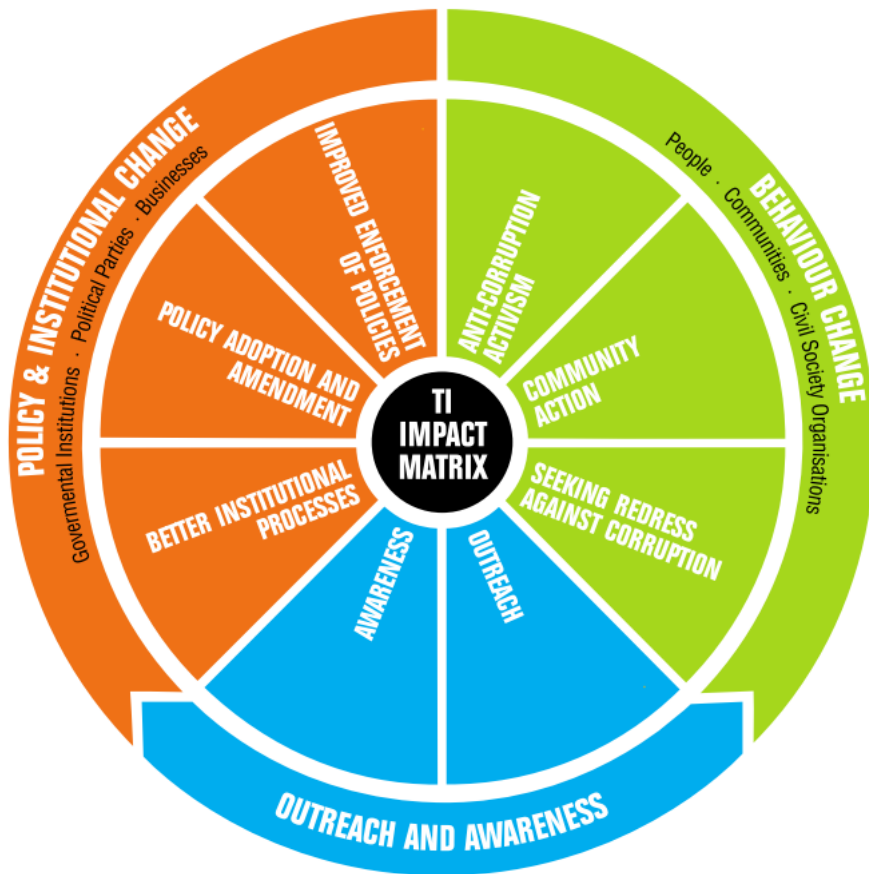 POLICY & INSTITUTIONAL CHANGE
Govermental Institutions · Political Parties · Businesses
BEHAVIOUR CHANGE
People · Communities · Civil Society Organisations
IMPROVED ENFORCEMENT
OF POLICIES
POLICY ADOPTION AND
AMENDMENT
BETTER INSTITUTIONAL
PROCESSES
ANTI-CORRUPTION
ACTIVISM
COMMUNITY
ACTION
SEEKING REDRESS
AGAINST CORRUPTION
TI
IMPACT
MATRIX
AWARENESS
OUTREACH
OUTREACH AND AWARENESS